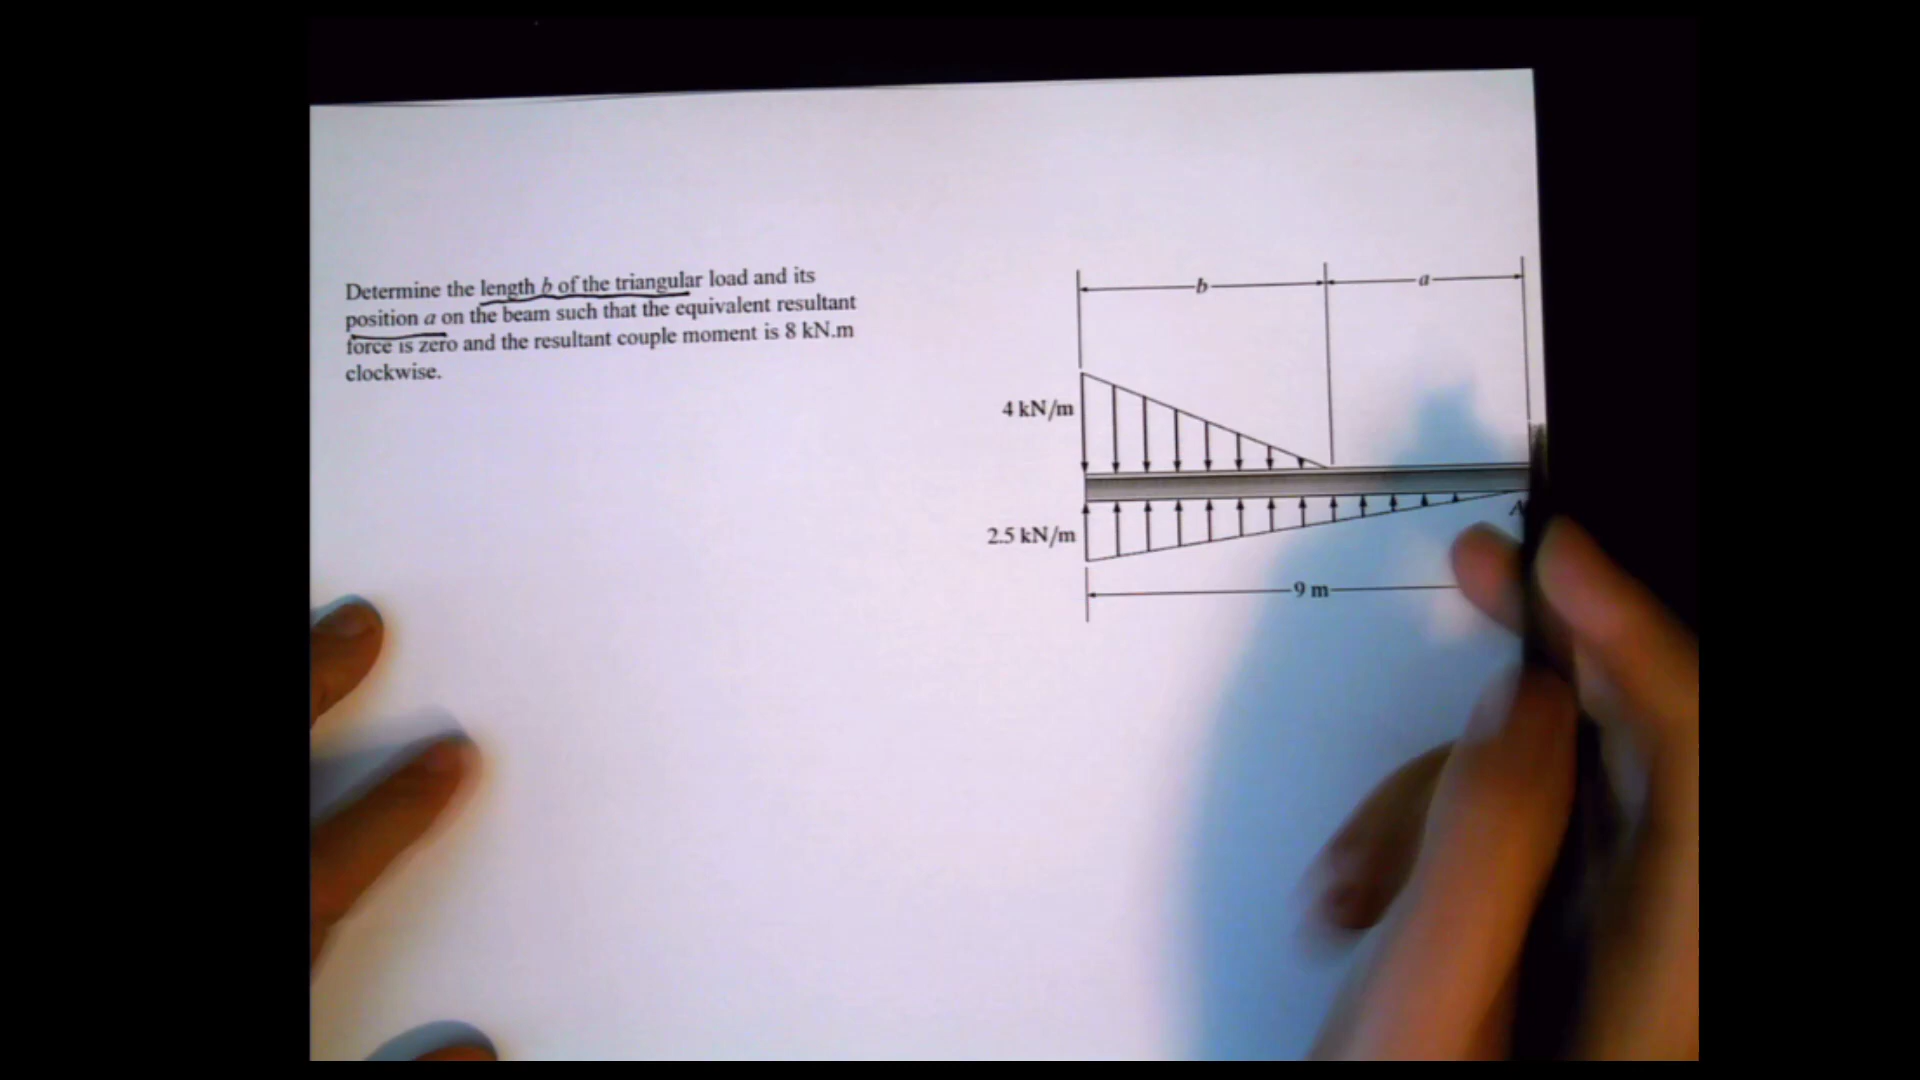 Determine the length b of the triangular load and its
position a on the beam such that the equivalent resultant
force is zero and the resultant couple moment is 8 kN.m
clockwise.
b
a
4 kN/m
2.5 kN/m
A
9 m